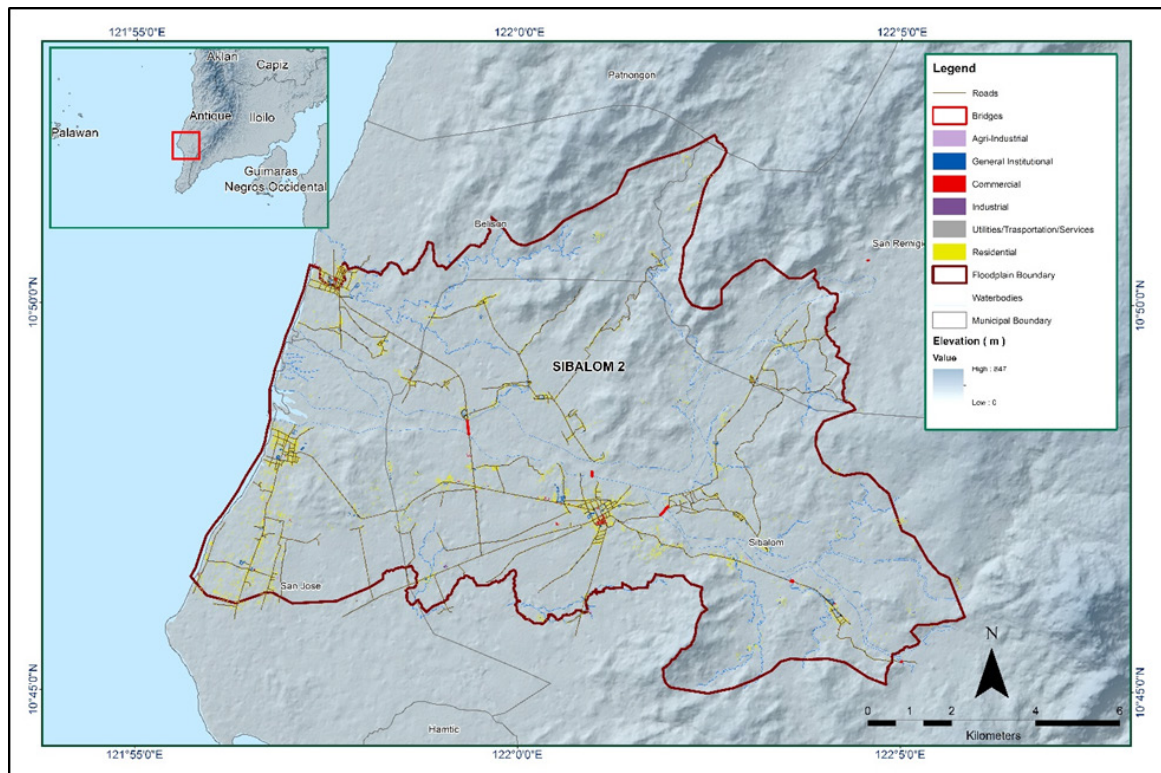 121°55'0"E
122°0'0"E
122°5'0"E
Aklan
Capiz
Antique
Iloilo
Palawan
Guimaras
Negros Occidental
Patnongon
Belison
San Remigi
10°50'0"N
10°50'0"N
SIBALOM 2
San Jose
Sibalom
Hamtic
10°45'0"N
10°45'0"N
Legend
Roads
Bridges
Agri-Industrial
General Institutional
Commercial
Industrial
Utilities/Trasportation/Services
Residential
Floodplain Boundary
Waterbodies
Municipal Boundary
Elevation ( m )
Value
High : 847
Low : 0
N
0 1 2 4 6
Kilometers
121°55'0"E
122°0'0"E
122°5'0"E